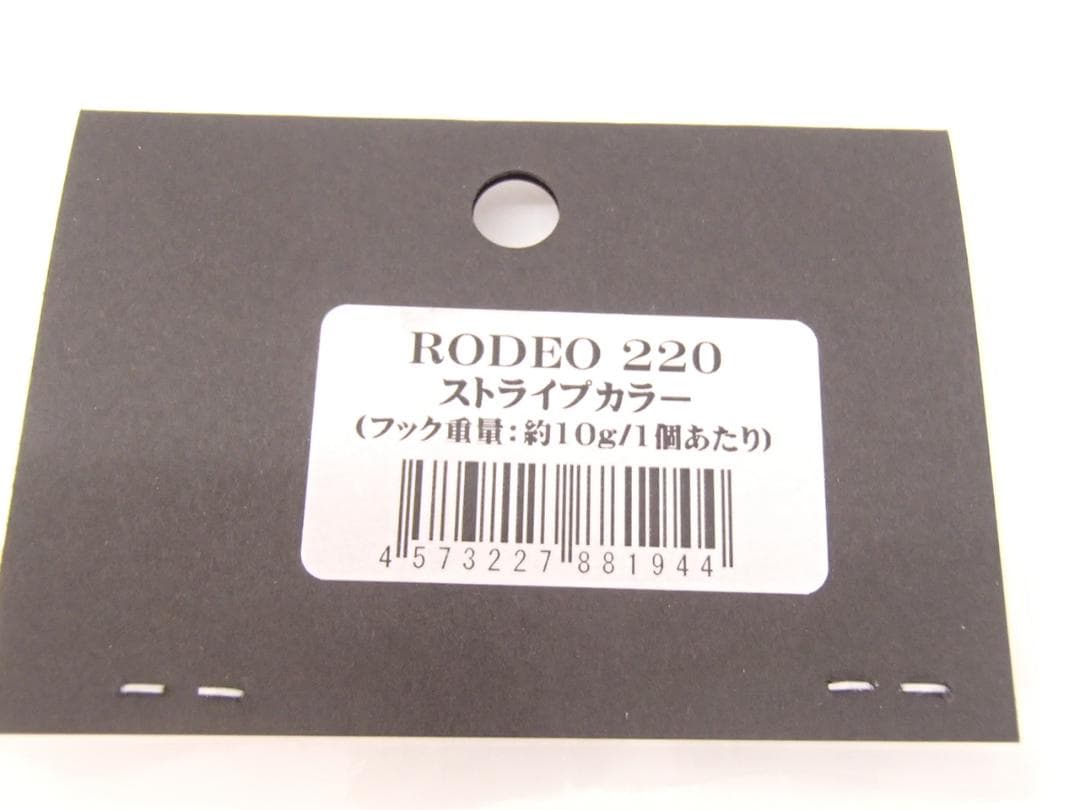 RODEO 220
ストライプカラー
(フック重量:約10g/1個あたり)
4573227881944